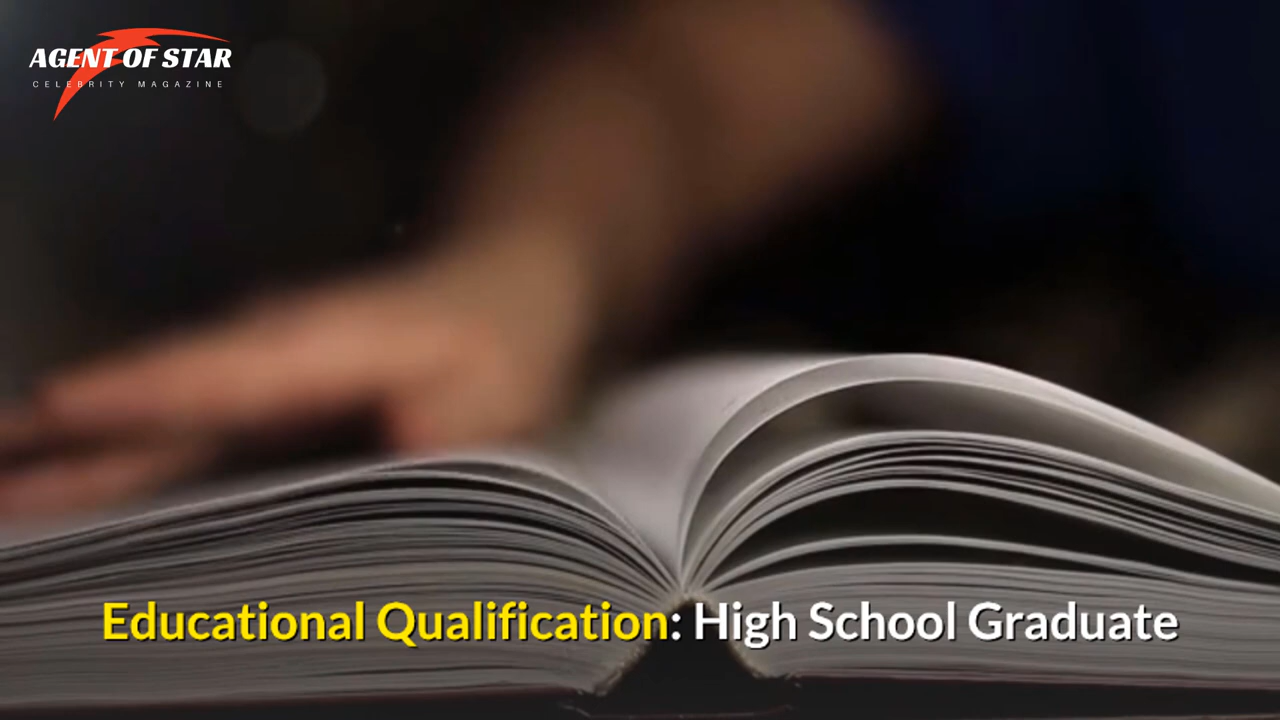 AGENT OF STAR
CELEBRITY MAGAZINE
Educational Qualification: High School Graduate